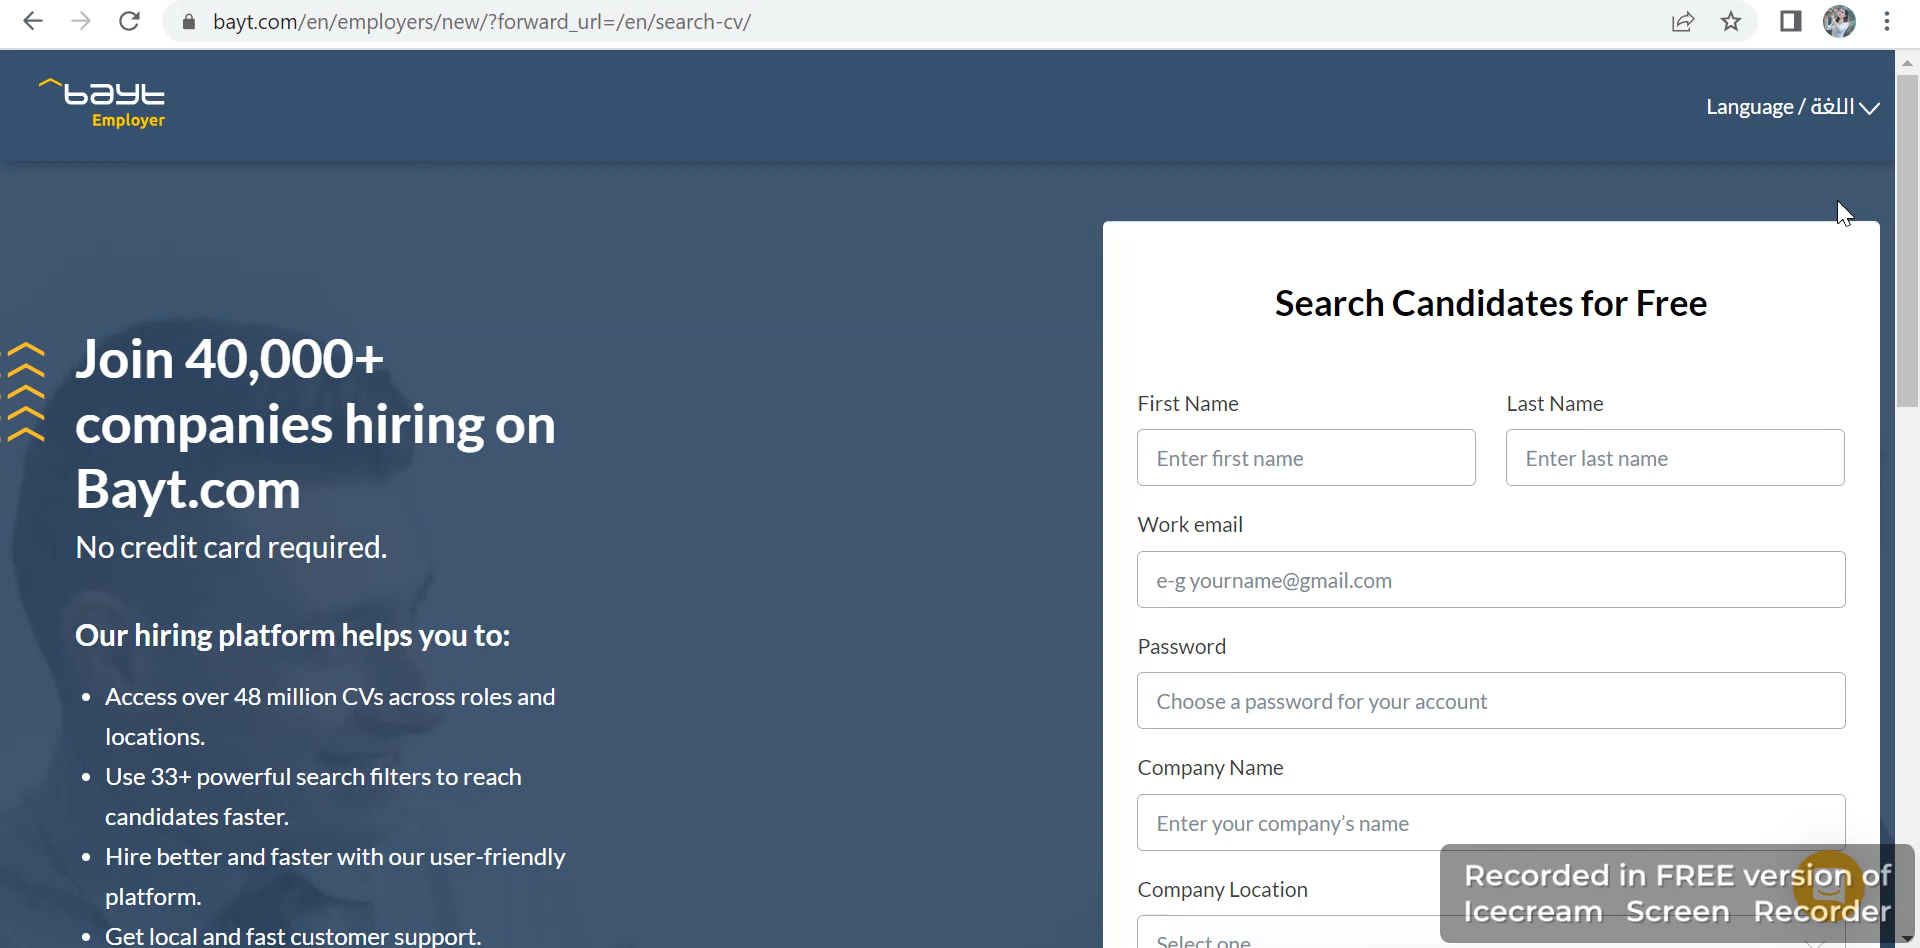 bayt.com/en/employers/new/?forward_url=/en/search-cv/
bayt
Employer
Language / اللغة
Join 40,000+
companies hiring on
Bayt.com
No credit card required.
Our hiring platform helps you to:
• Access over 48 million CVs across roles and
locations.
• Use 33+ powerful search filters to reach
candidates faster.
• Hire better and faster with our user-friendly
platform.
• Get local and fast customer support.
Search Candidates for Free
First Name
Last Name
Enter first name
Enter last name
Work email
e-g yourname@gmail.com
Password
Choose a password for your account
Company Name
Enter your company's name
Company Location
Select one
Recorded in FREE version of
Icecream Screen Recorder